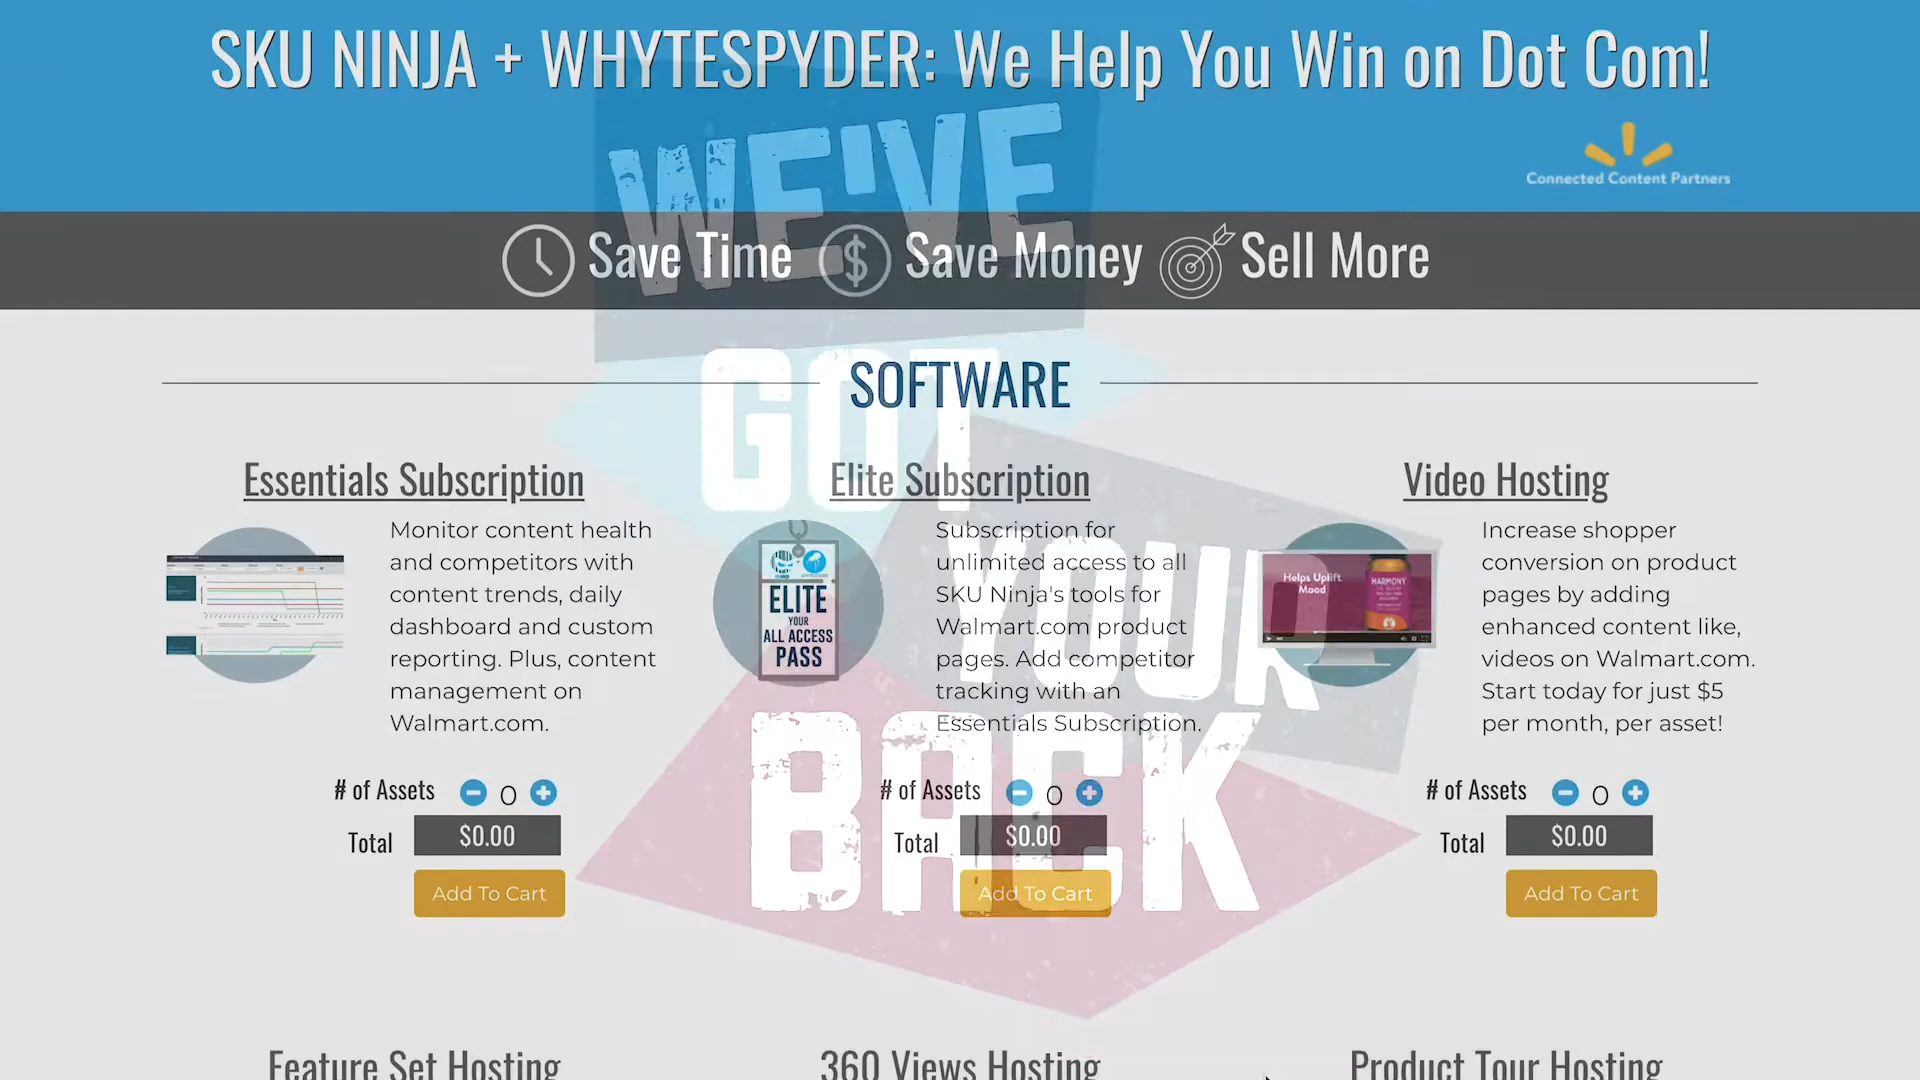 SKU NINJA + WHYTESPYDER: We Help You Win on Dot Com!
WE'VE
Connected Content Partners
Save Time
Save Money
Sell More
GOT
SOFTWARE
Essentials Subscription
Monitor content health
and competitors with
content trends, daily
dashboard and custom
reporting. Plus, content
management on
Walmart.com.
# of Assets
0
Total
$0.00
Add To Cart
Elite Subscription
ELITE
YOUR
ALL ACCESS
PASS
Subscription for
unlimited access to all
SKU Ninja's tools for
Walmart.com product
pages. Add competitor
tracking with an
Essentials Subscription.
# of Assets
0
Total
$0.00
Add To Cart
YOUR
BACK
Video Hosting
Helps Uplift
Mood
HARMONY
Increase shopper
conversion on product
pages by adding
enhanced content like,
videos on Walmart.com.
Start today for just $5
per month, per asset!
# of Assets
0
Total
$0.00
Add To Cart
Feature Set Hosting
360 Views Hosting
Product Tour Hosting